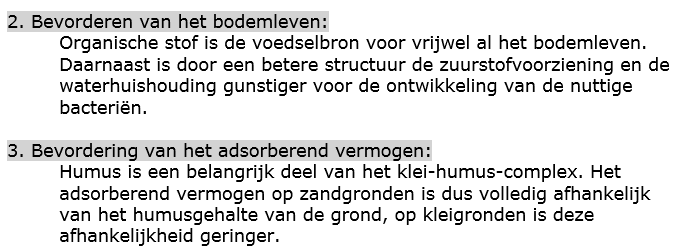 2. Bevorderen van het bodemleven:
Organische stof is de voedselbron voor vrijwel al het bodemleven.
Daarnaast is door een betere structuur de zuurstofvoorziening en de
waterhuishouding gunstiger voor de ontwikkeling van de nuttige
bacteriën.
3. Bevordering van het adsorberend vermogen:
Humus is een belangrijk deel van het klei-humus-complex. Het
adsorberend vermogen op zandgronden is dus volledig afhankelijk
van het humusgehalte van de grond, op kleigronden is deze
afhankelijkheid geringer.